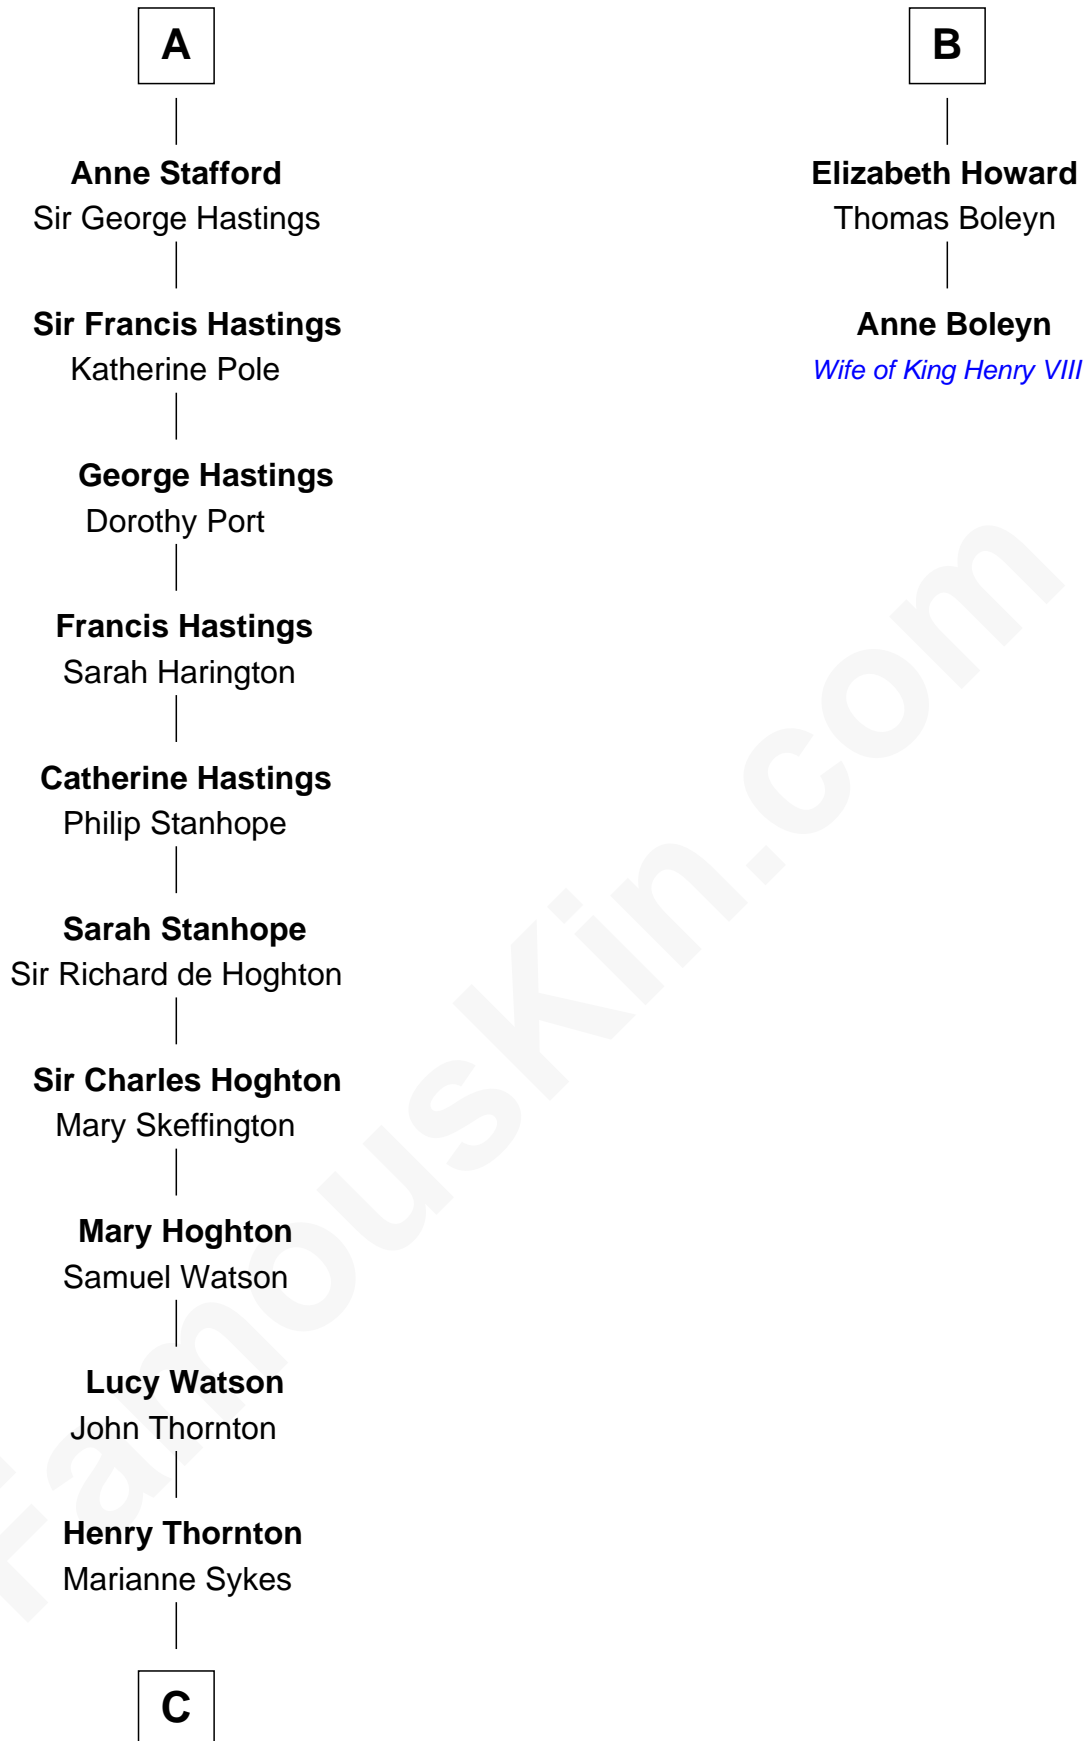 A
Anne Stafford
Sir George Hastings
Sir Francis Hastings
Katherine Pole
George Hastings
Dorothy Port
Francis Hastings
Sarah Harington
Catherine Hastings
Philip Stanhope
Sarah Stanhope
Sir Richard de Hoghton
Sir Charles Hoghton
Mary Skeffington
Mary Hoghton
Samuel Watson
Lucy Watson
John Thornton
Henry Thornton
Marianne Sykes
C
B
Elizabeth Howard
Thomas Boleyn
Anne Boleyn
Wife of King Henry VIII
FamousKin.com